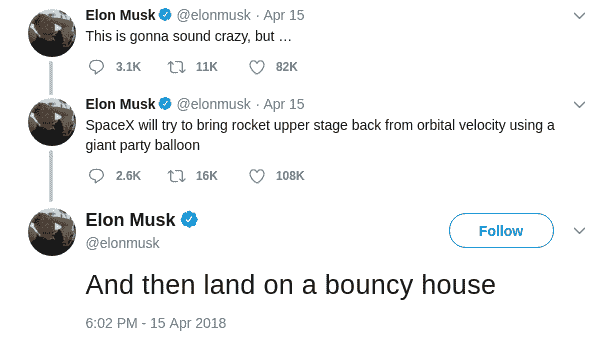 Elon Musk @elonmusk · Apr 15
This is gonna sound crazy, but …
3.1K 11K 82K
Elon Musk @elonmusk · Apr 15
SpaceX will try to bring rocket upper stage back from orbital velocity using a
giant party balloon
2.6K 16K 108K
Elon Musk
@elonmusk
Follow
And then land on a bouncy house
6:02 PM - 15 Apr 2018